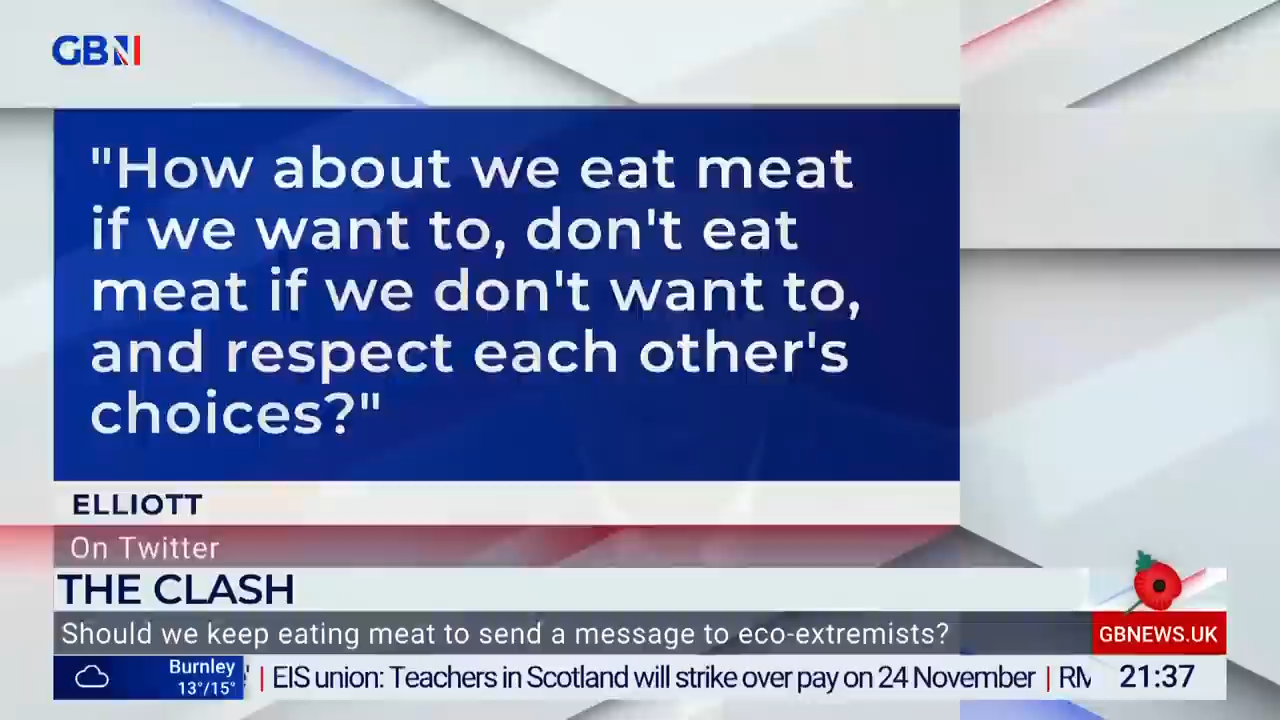 GBN
"How about we eat meat
if we want to, don't eat
meat if we don't want to,
and respect each other's
choices?"
ELLIOTT
On Twitter
THE CLASH
Should we keep eating meat to send a message to eco-extremists?
GBNEWS.UK
Burnley
13°/15°
| EIS union: Teachers in Scotland will strike over pay on 24 November |
21:37